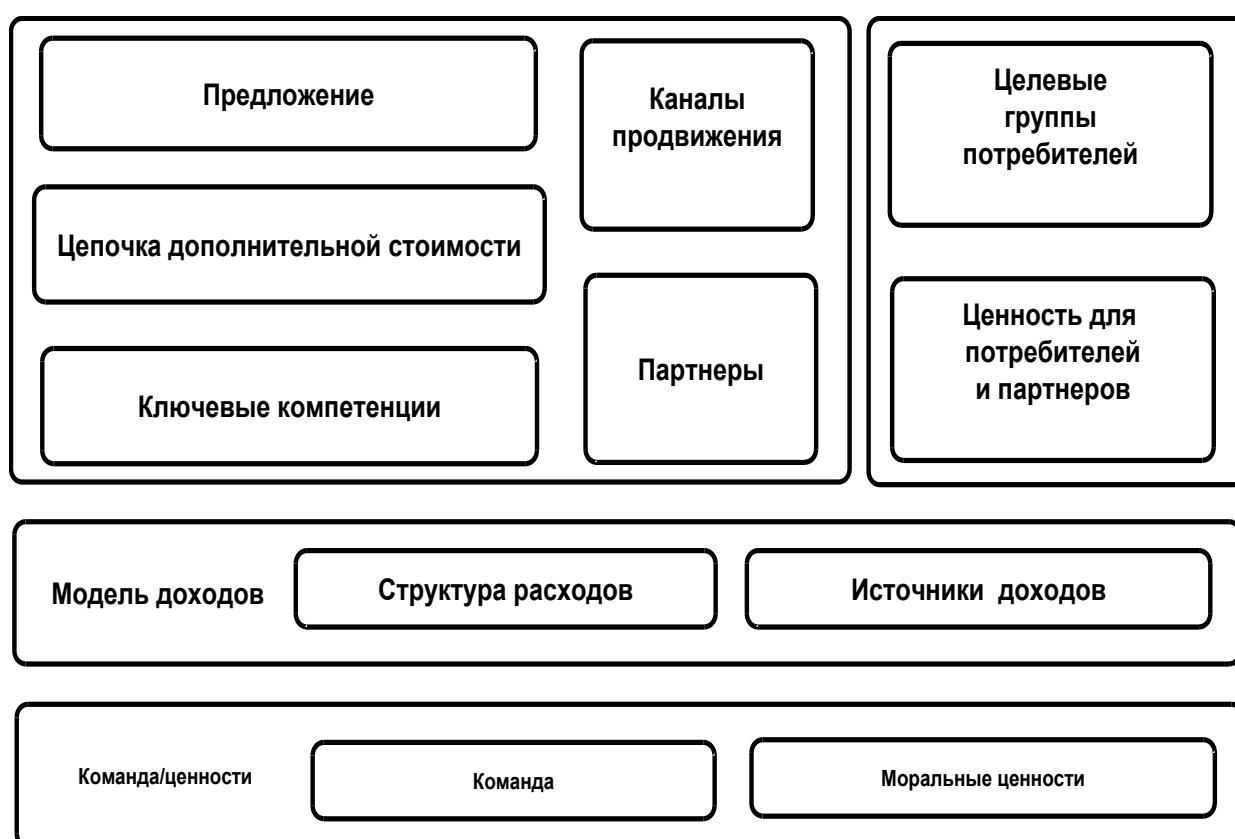 Предложение
Каналы
продвижения
Цепочка дополнительной стоимости
Ключевые компетенции
Партнеры
Целевые
группы
потребителей
Ценность для
потребителей
и партнеров
Модель доходов
Структура расходов
Источники доходов
Команда/ценности
Команда
Моральные ценности